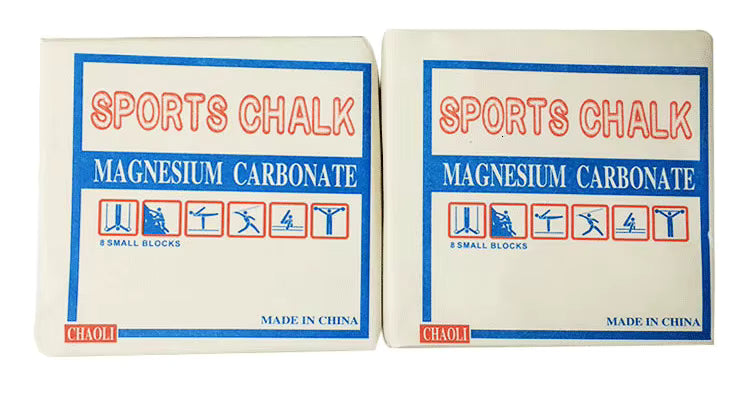 SPORTS CHALK
MAGNESIUM CARBONATE
8 SMALL BLOCKS
MADE IN CHINA
CHAOLI
SPORTS CHALK
MAGNESIUM CARBONATE
8 SMALL BLOCKS
MADE IN CHINA
CHAOLI